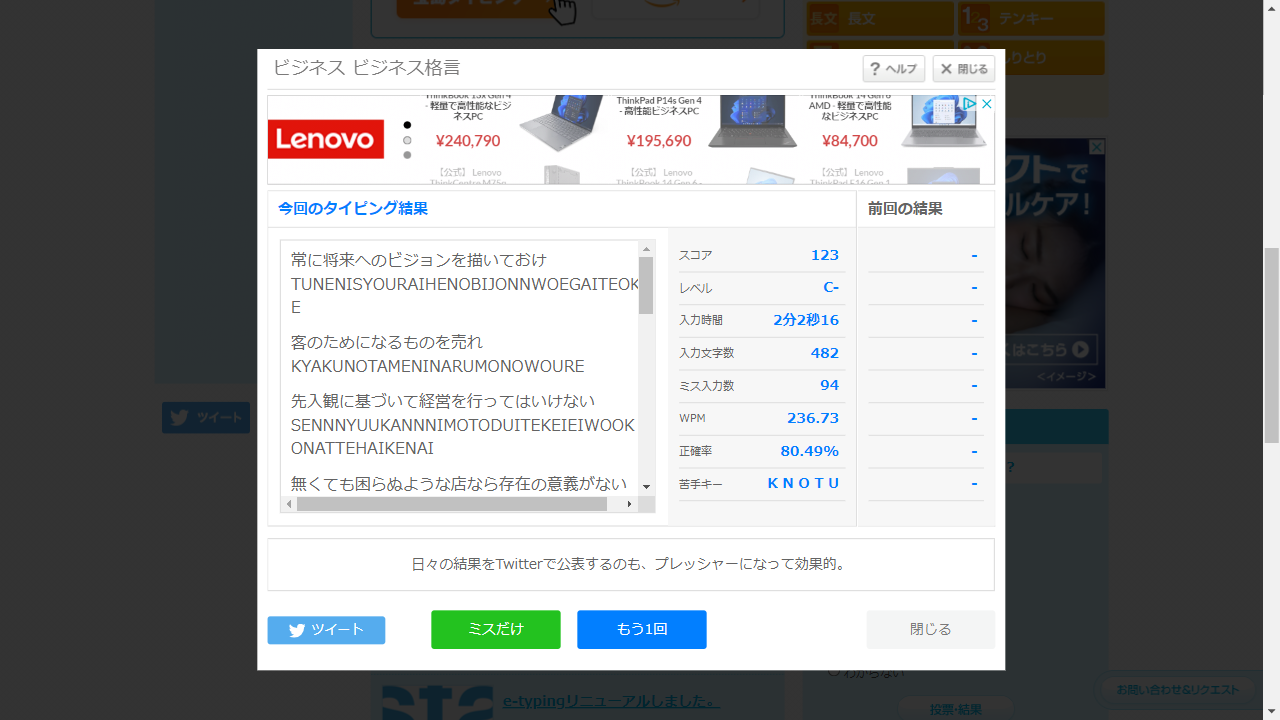 長文 長文
1 2/3 テンキー
りとり
ビジネス ビジネス格言
? ヘルプ
× 閉じる
Lenovo
ThinkBook 13x Gen 4
- 軽量で高性能なビジ
ネスPC
¥240,790
ThinkPad P14s Gen 4
- 高性能ビジネスPC
¥195,690
ThinkBook 14 Gen 6
AMD - 軽量で高性能
なビジネスPC
¥84,700
【公式】 Lenovo
ThinkCentre M75q
【公式】 Lenovo
ThinkBook 14 Gen 6 -
【公式】 Lenovo
ThinkPad E16 Gen 1
クトで
ルケア!
はこちら
<イメージ>
今回のタイピング結果
前回の結果
常に将来へのビジョンを描いておけ
TUNENISYOURAIHENOBIJONNWOEGAITEOK
E
客のためになるものを売れ
KYAKUNOTAMENINARUMONOWOURE
先入観に基づいて経営を行ってはいけない
SENNNYUUKANNNIMOTODUITEKEIEIWOOK
ONATTEHAIKENAI
無くても困らぬような店なら存在の意義がない
スコア 123 -
レベル C- -
入力時間 2分2秒16 -
入力文字数 482 -
ミス入力数 94 -
WPM 236.73 -
正確率 80.49% -
苦手キー K N O T U -
ツイート
?
日々の結果をTwitterで公表するのも、プレッシャーになって効果的。
ツイート
ミスだけ
もう1回
閉じる
わからない
e-typingリニューアルしました。
お問い合わせ&リクエスト
投票・結果